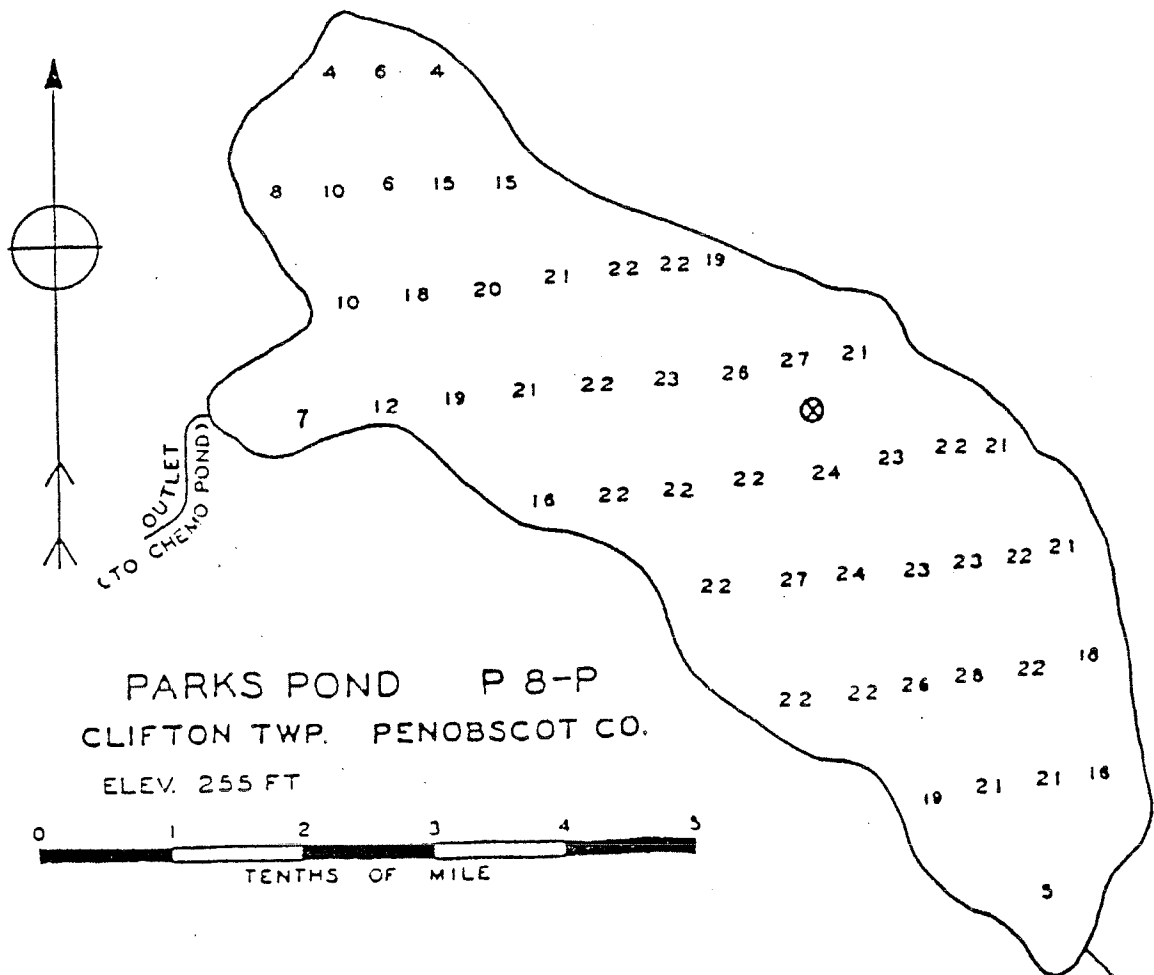 4 6 4
8 10 6 15 15
10 18 20 21 22 22 19
7 12 19 21 22 23 26 27 21
16 22 22 22 24 23 22 21
22 27 24 23 23 22 21
22 22 26 28 22 18
19 21 21 16
5
OUTLET
(TO CHEMO POND)
PARKS POND P 8-P
CLIFTON TWP. PENOBSCOT CO.
ELEV. 255 FT
0 1 2 3 4 5
TENTHS OF MILE